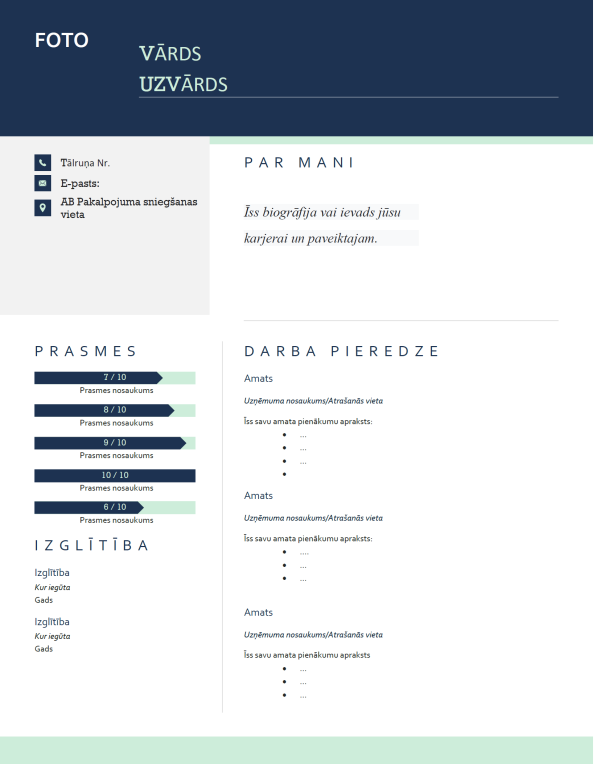 FOTO
VĀRDS
UZVĀRDS
Tālruņa Nr.
E-pasts:
AB Pakalpojuma sniegšanas
vieta
PAR MANI
Īss biogrāfija vai ievads jūsu
karjerai un paveiktajam.
PRASMES
7 / 10
Prasmes nosaukums
8 / 10
Prasmes nosaukums
9 / 10
Prasmes nosaukums
10 / 10
Prasmes nosaukums
6 / 10
Prasmes nosaukums
IZGLĪTĪBA
Izglītība
Kur iegūta
Gads
Izglītība
Kur iegūta
Gads
DARBA PIEREDZE
Amats
Uzņēmuma nosaukums/Atrašanās vieta
Īss savu amata pienākumu apraksts:
• ...
• ...
• ...
•
Amats
Uzņēmuma nosaukums/Atrašanās vieta
Īss savu amata pienākumu apraksts:
• ....
• ...
• ...
Amats
Uzņēmuma nosaukums/Atrašanās vieta
Īss savu amata pienākumu apraksts
• ...
• ...
• ...